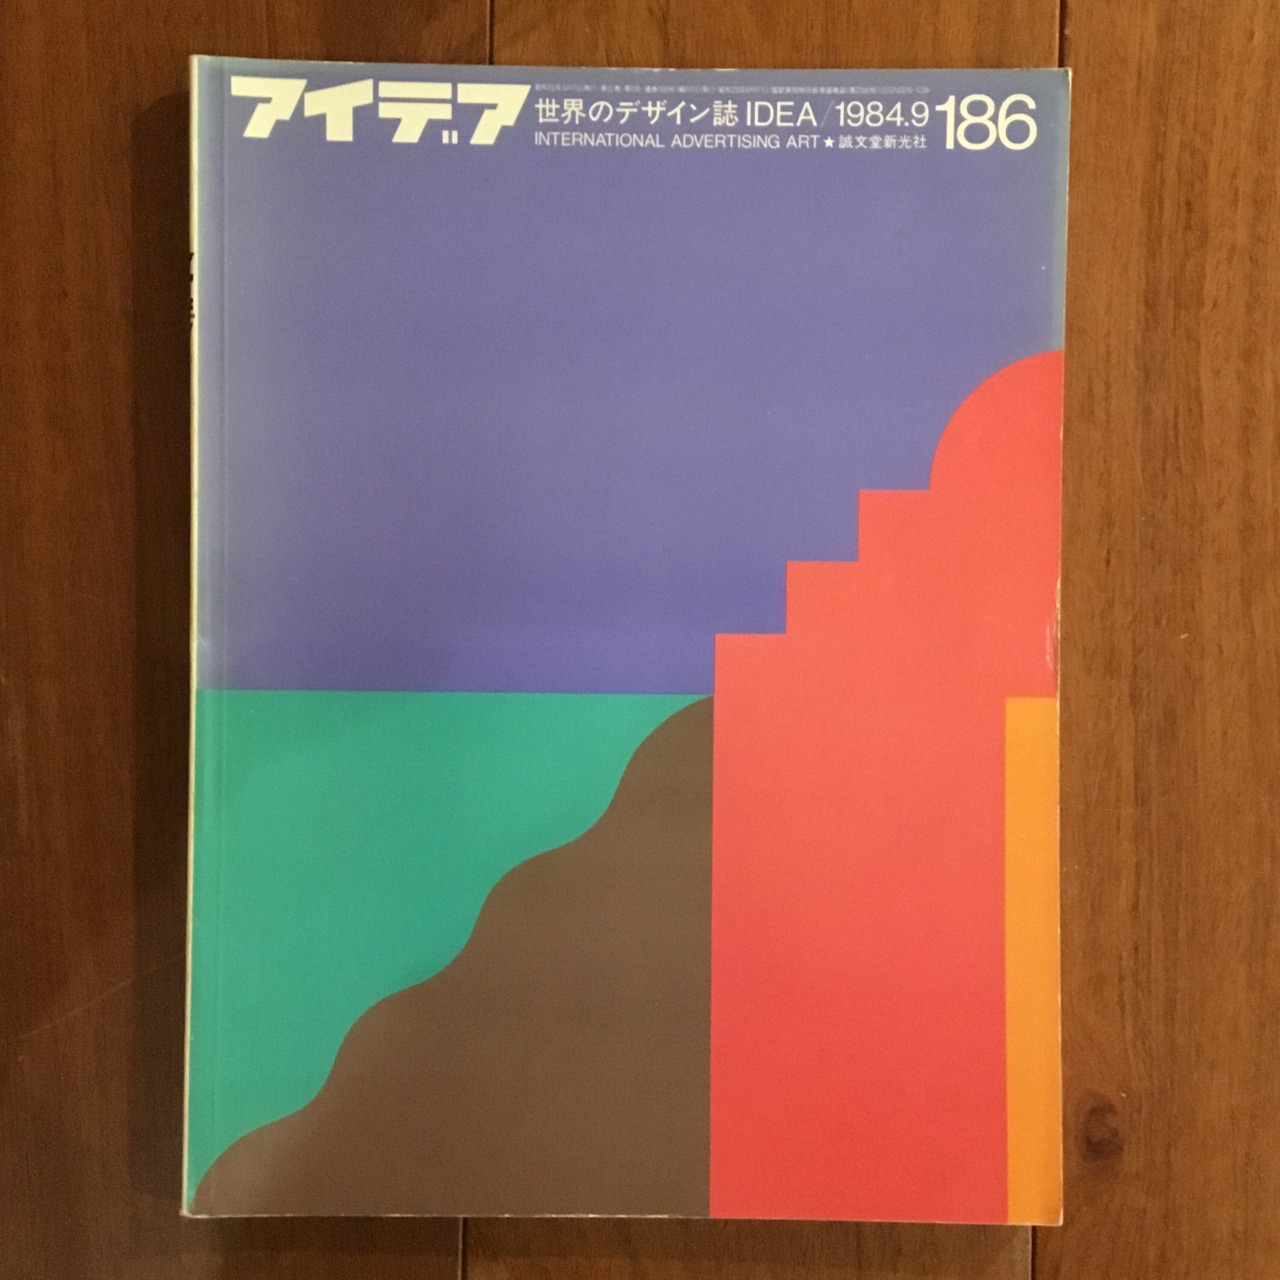 アイデア
世界のデザイン誌 IDEA/1984.9
186
INTERNATIONAL ADVERTISING ART★誠文堂新光社